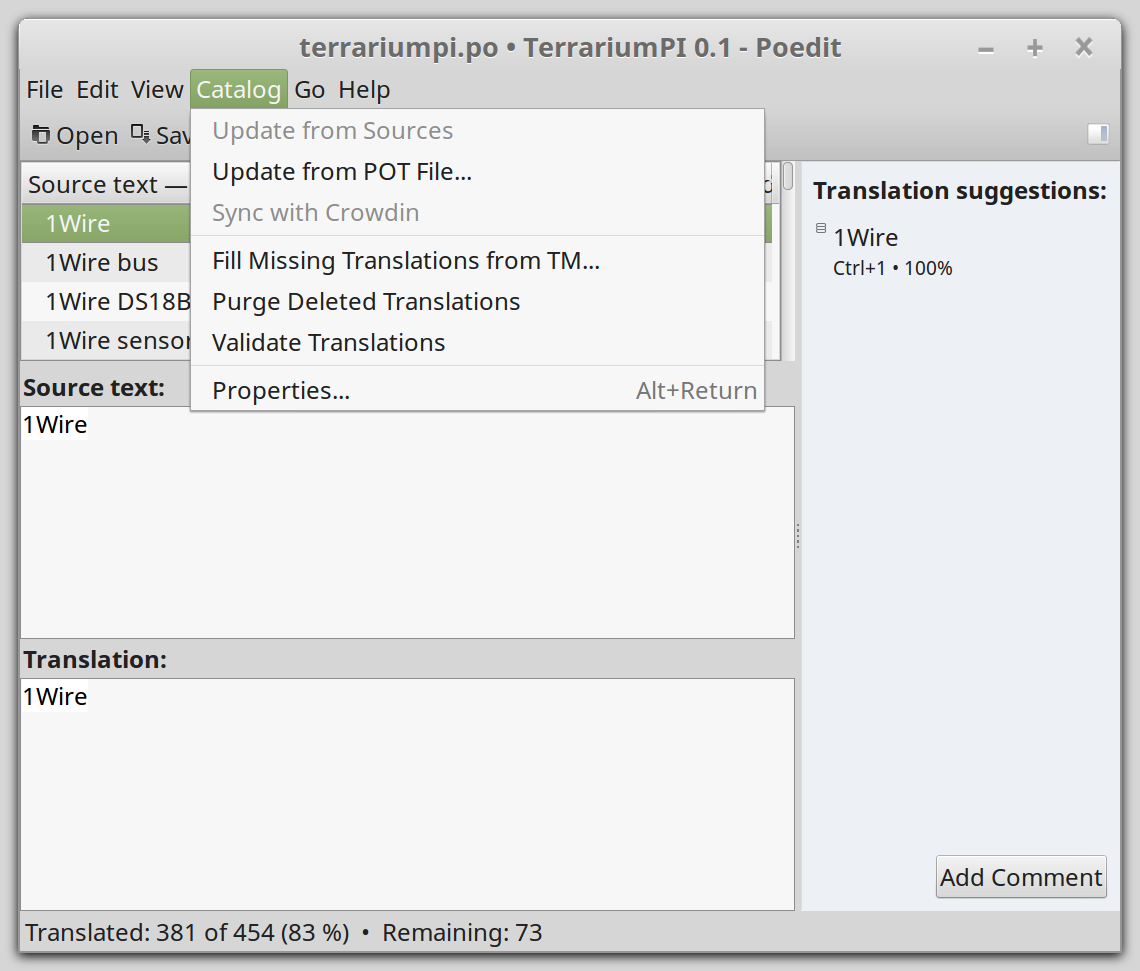 terrariumpi.po • TerrariumPI 0.1 - Poedit
File Edit View Catalog Go Help
Open Sav
Update from Sources
Update from POT File...
Sync with Crowdin
Fill Missing Translations from TM...
Purge Deleted Translations
Validate Translations
Properties... Alt+Return
Source text —
1Wire
1Wire bus
1Wire DS18B
1Wire sensor
Source text:
1Wire
Translation:
1Wire
Translation suggestions:
1Wire
Ctrl+1 • 100%
Add Comment
Translated: 381 of 454 (83 %) • Remaining: 73